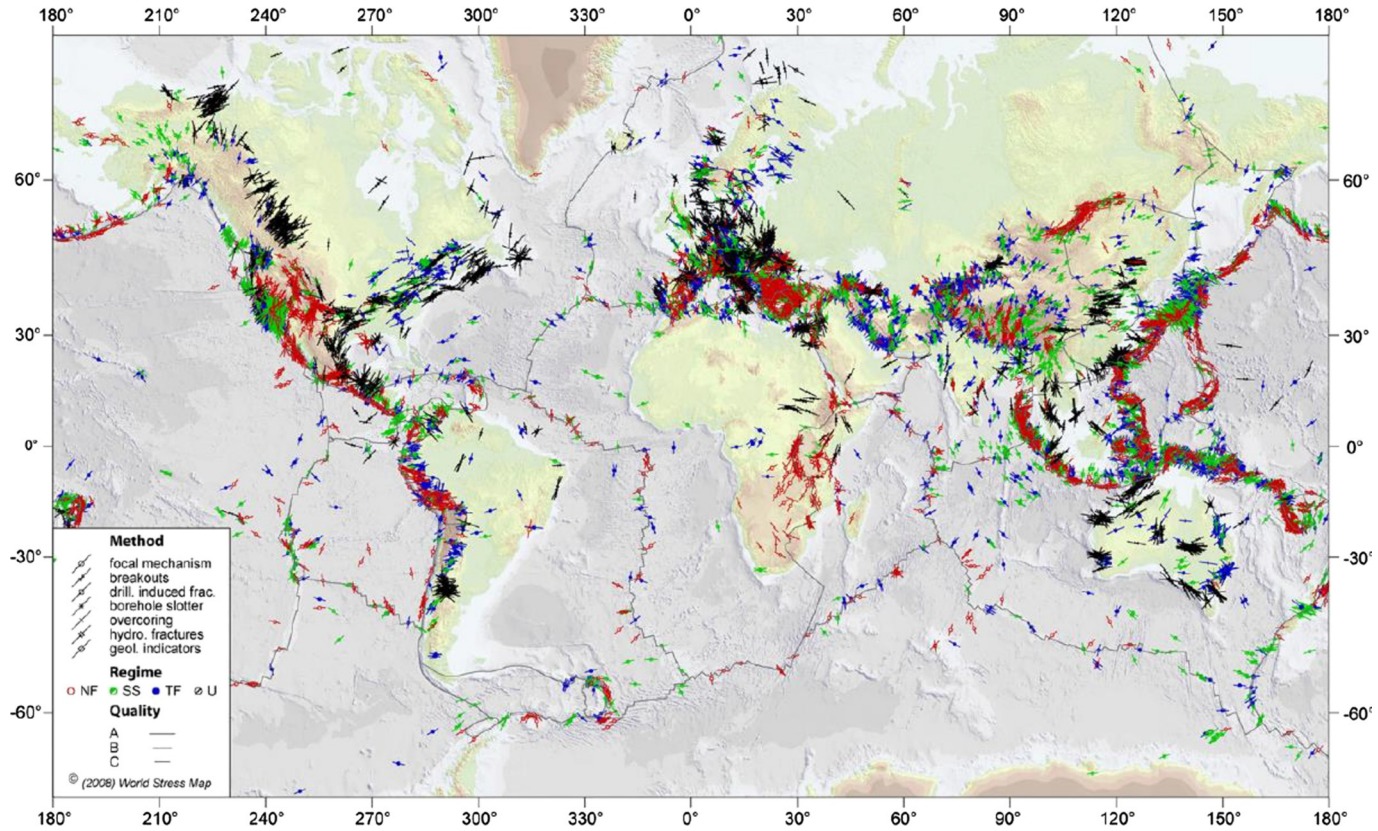 180° 210° 240° 270° 300° 330° 0° 30° 60° 90° 120° 150° 180°
60° 60°
30° 30°
0° 0°
-30° -30°
-60° -60°
Method
focal mechanism
breakouts
drill. induced frac.
borehole slotter
overcoring
hydro. fractures
geol. indicators
Regime
NF SS TF U
Quality
A
B
C
© (2008) World Stress Map
180° 210° 240° 270° 300° 330° 0° 30° 60° 90° 120° 150° 180°